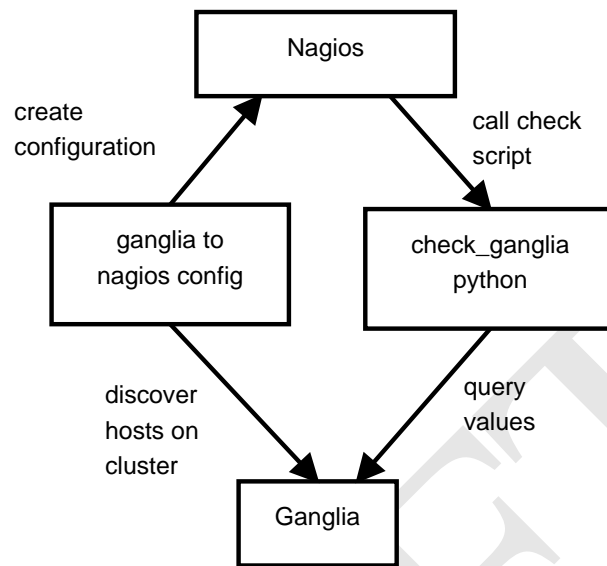 Nagios
create
configuration
call check
script
ganglia to
nagios config
check_ganglia
python
discover
hosts on
cluster
query
values
Ganglia